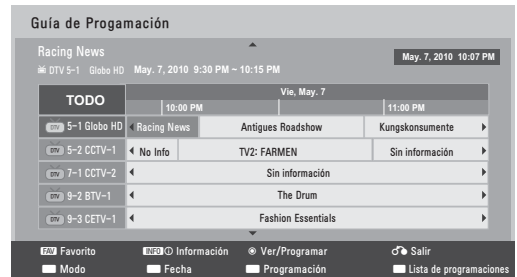 Guía de Progamación
Racing News
DTV 5-1 Globo HD May. 7, 2010 9:30 PM ~ 10:15 PM
May. 7, 2010 10:07 PM
TODO
Vie, May. 7
10:00 PM 11:00 PM
DTV 5-1 Globo HD Racing News Antigues Roadshow Kungskonsumente
DTV 5-2 CCTV-1 No Info TV2: FARMEN Sin información
DTV 7-1 CCTV-2 Sin información
DTV 9-2 BTV-1 The Drum
DTV 9-3 CETV-1 Fashion Essentials
FAV Favorito INFO Información Ver/Programar Salir
Modo Fecha Programación Lista de programaciones